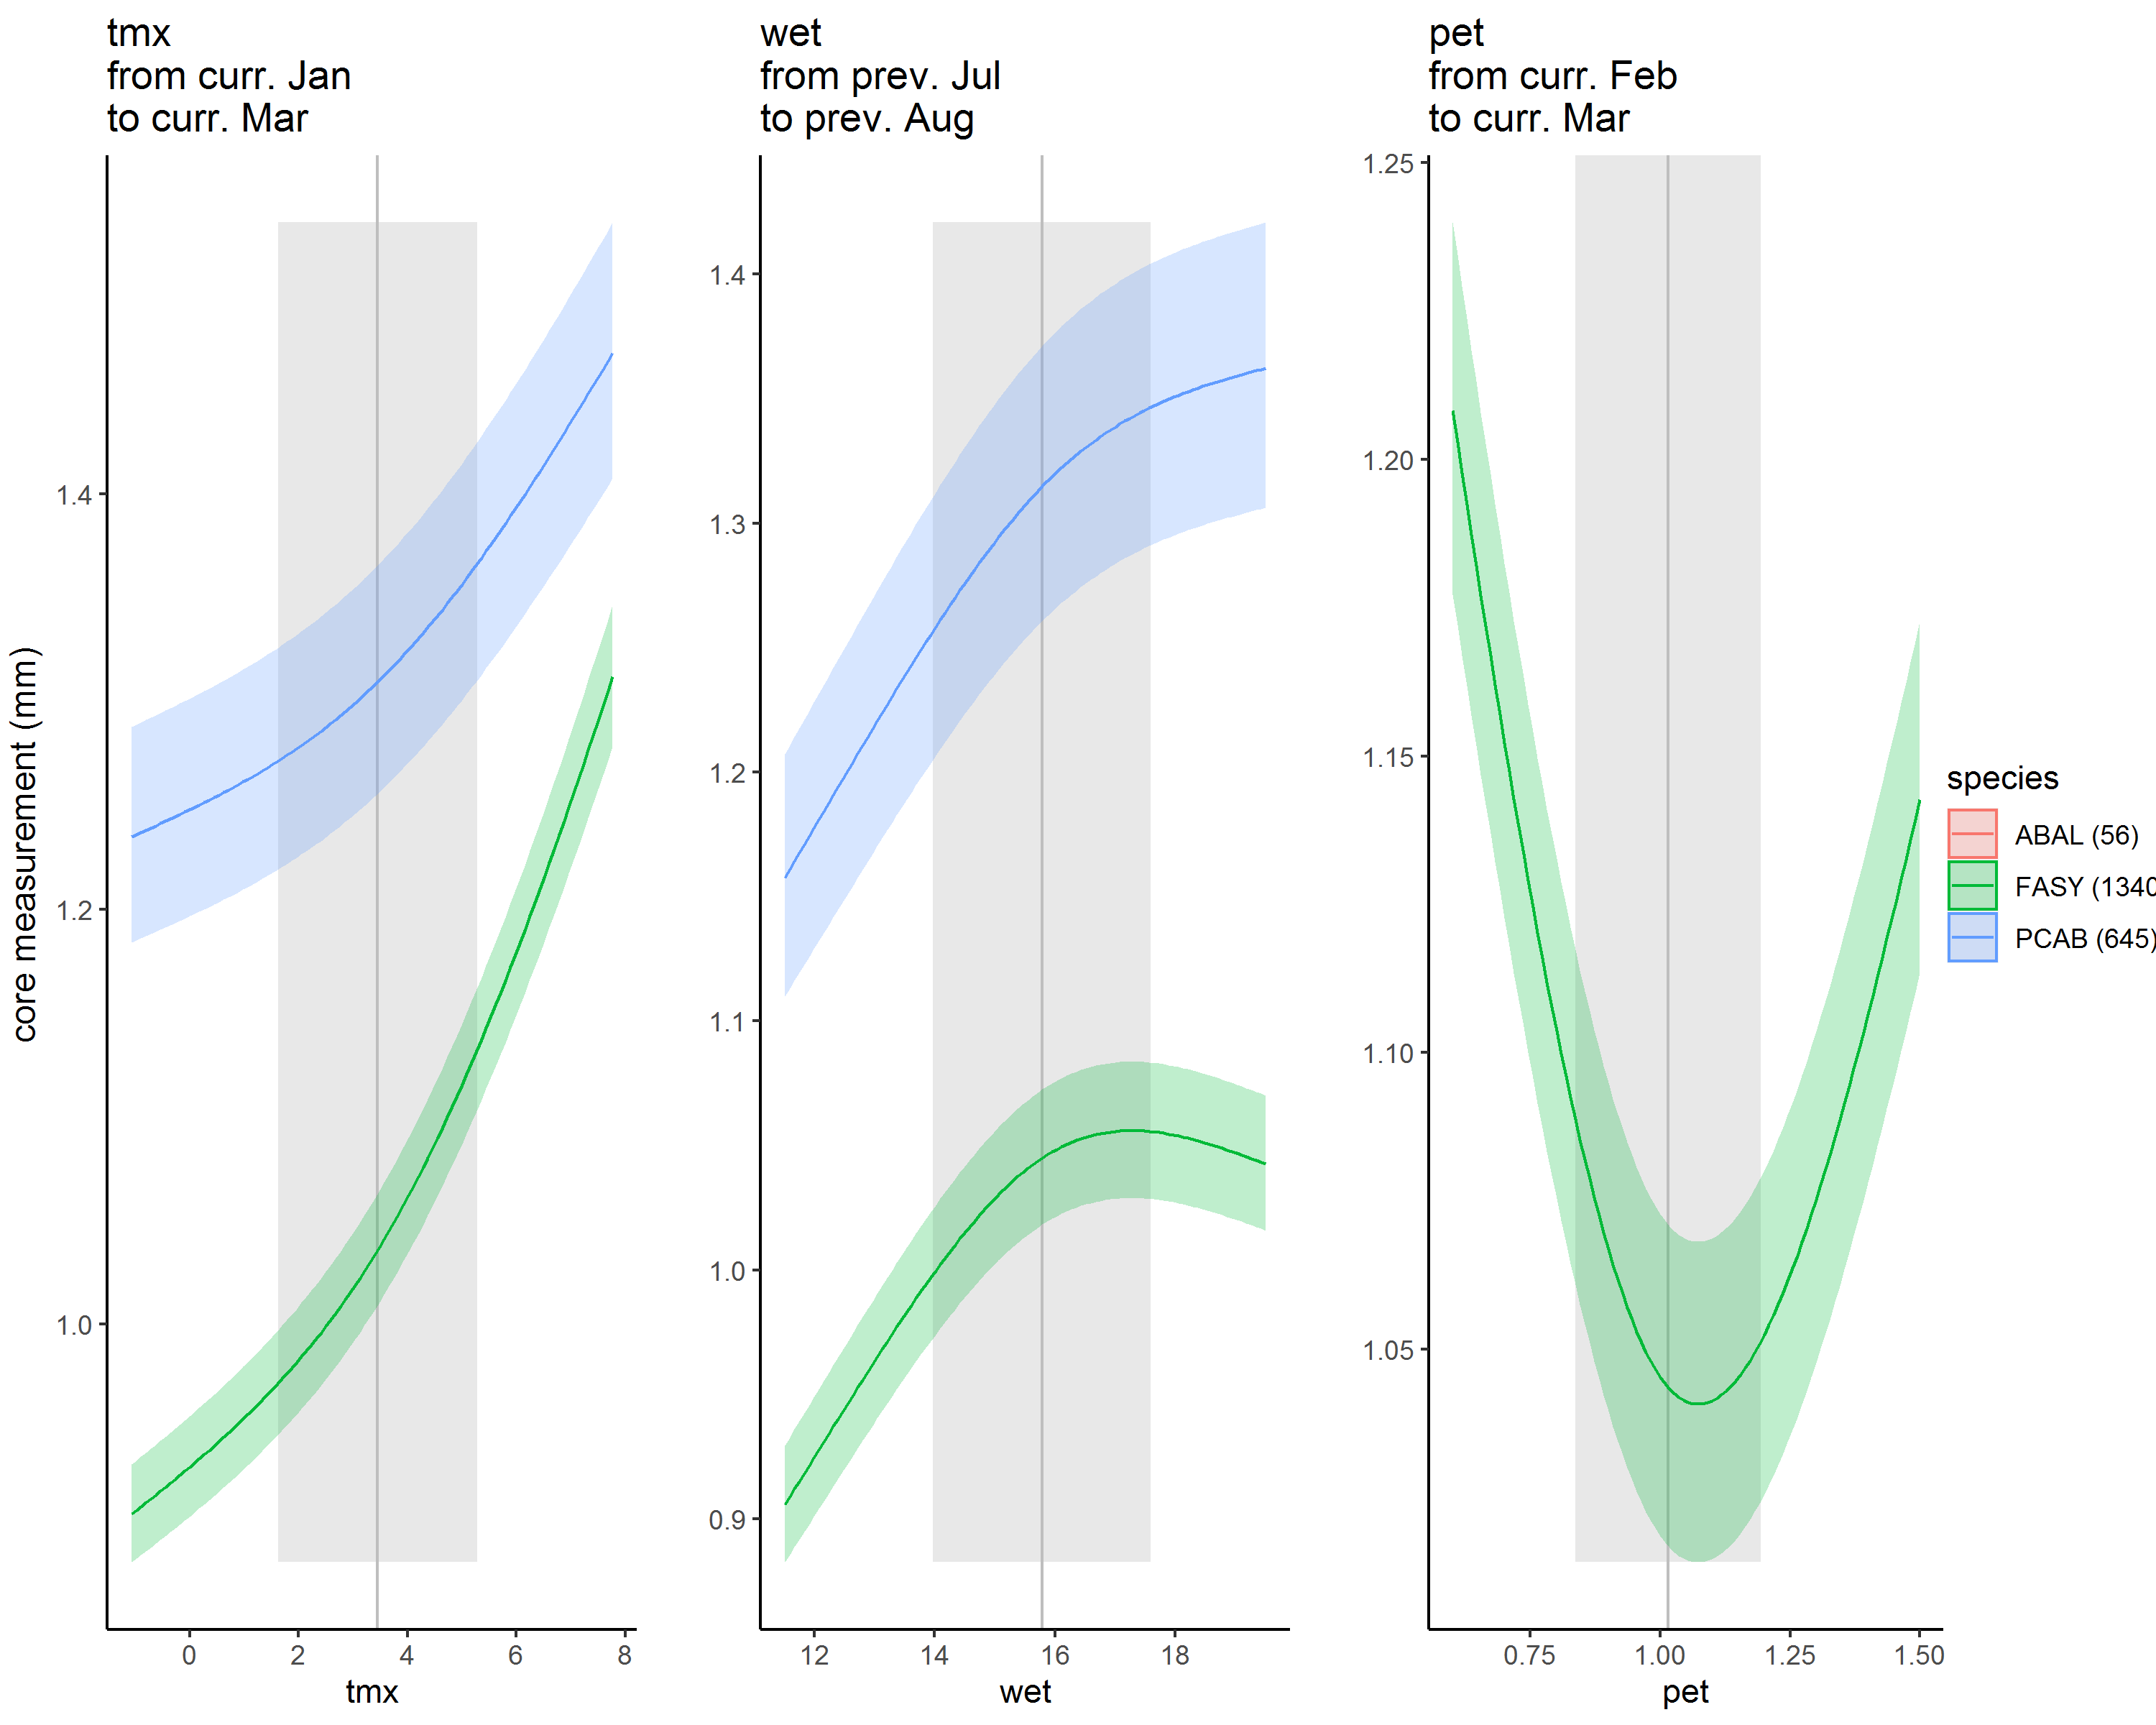 tmx
from curr. Jan
to curr. Mar
wet
from prev. Jul
to prev. Aug
pet
from curr. Feb
to curr. Mar
core measurement (mm)
1.4
1.2
1.0
0
2
4
6
8
tmx
1.4
1.3
1.2
1.1
1.0
0.9
12
14
16
18
wet
1.25
1.20
1.15
1.10
1.05
0.75
1.00
1.25
1.50
pet
species
ABAL (56)
FASY (1340
PCAB (645)